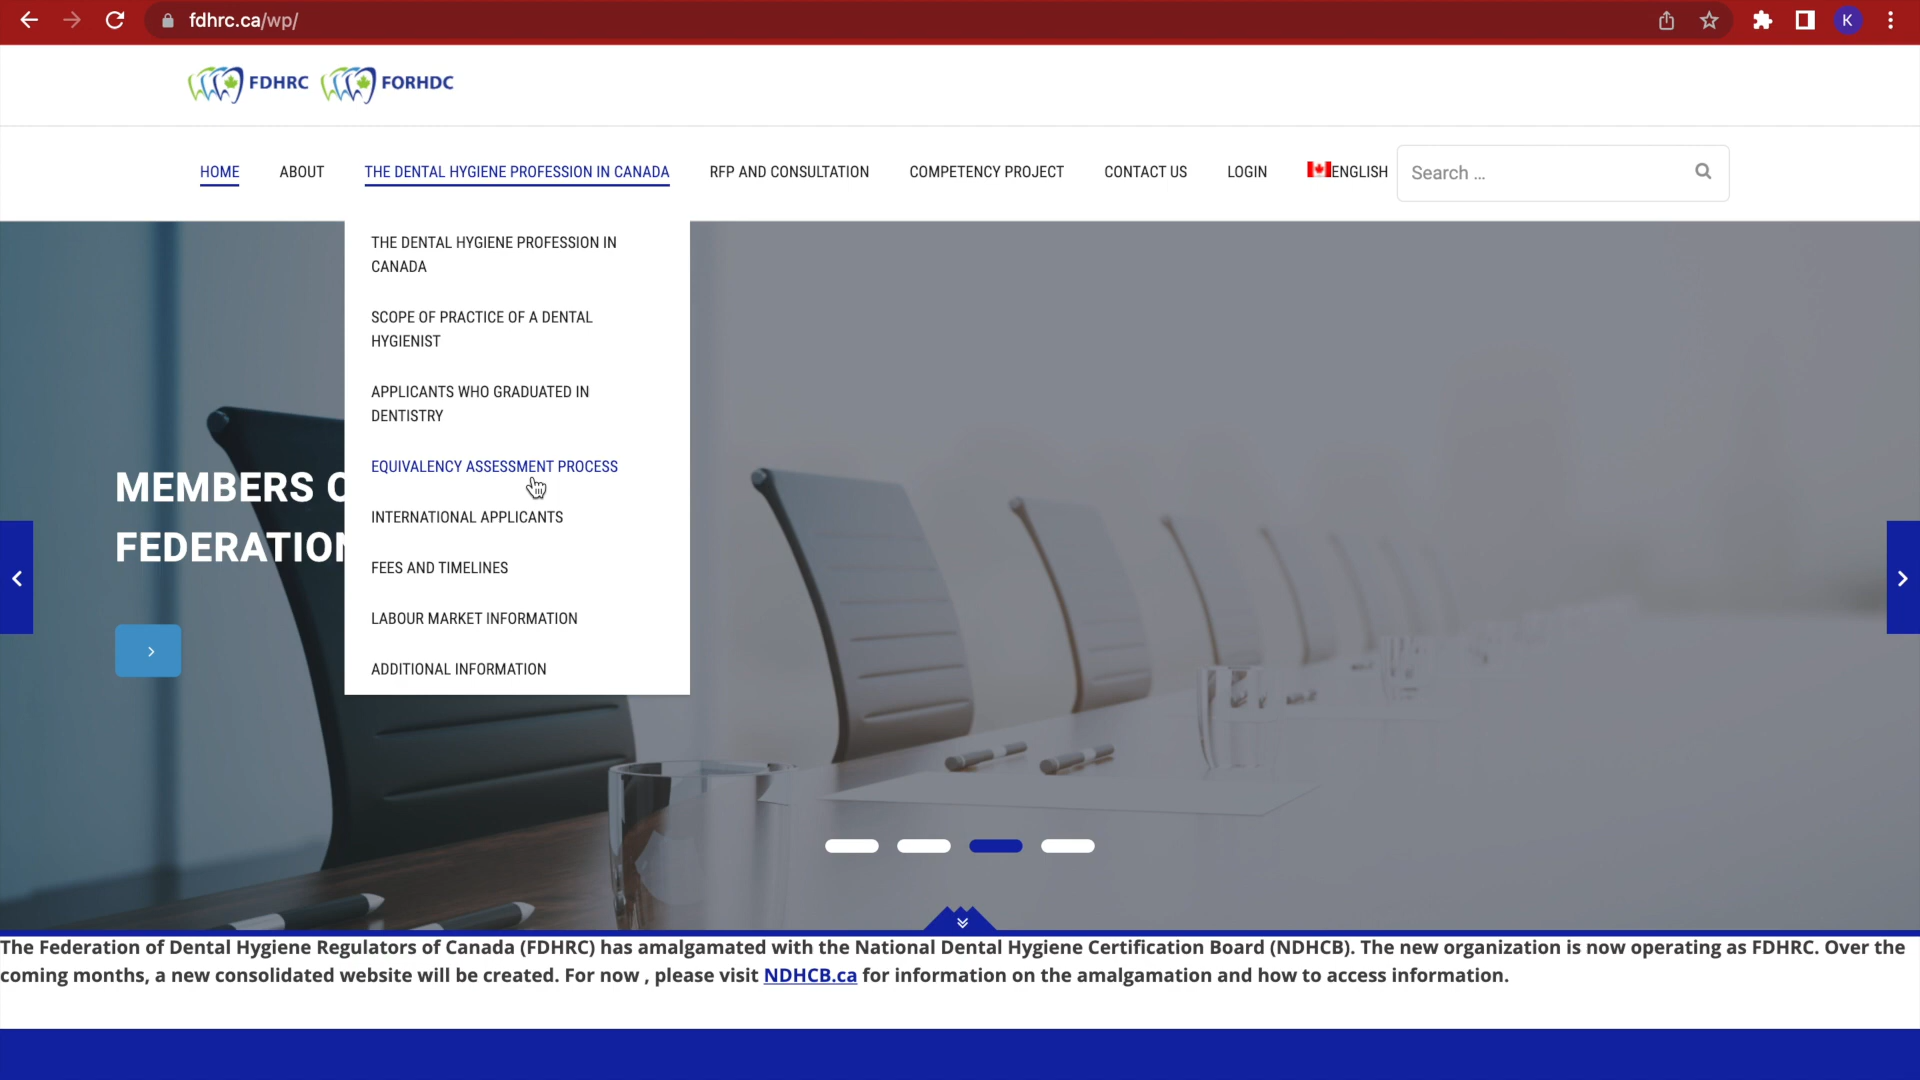 fdhrc.ca/wp/
K
FDHRC FORHDC
HOME ABOUT THE DENTAL HYGIENE PROFESSION IN CANADA RFP AND CONSULTATION COMPETENCY PROJECT CONTACT US LOGIN ENGLISH Search ...
THE DENTAL HYGIENE PROFESSION IN
CANADA
SCOPE OF PRACTICE OF A DENTAL
HYGIENIST
APPLICANTS WHO GRADUATED IN
DENTISTRY
EQUIVALENCY ASSESSMENT PROCESS
INTERNATIONAL APPLICANTS
FEES AND TIMELINES
LABOUR MARKET INFORMATION
ADDITIONAL INFORMATION
MEMBERS
FEDERATION
The Federation of Dental Hygiene Regulators of Canada (FDHRC) has amalgamated with the National Dental Hygiene Certification Board (NDHCB). The new organization is now operating as FDHRC. Over the
coming months, a new consolidated website will be created. For now , please visit NDHCB.ca for information on the amalgamation and how to access information.